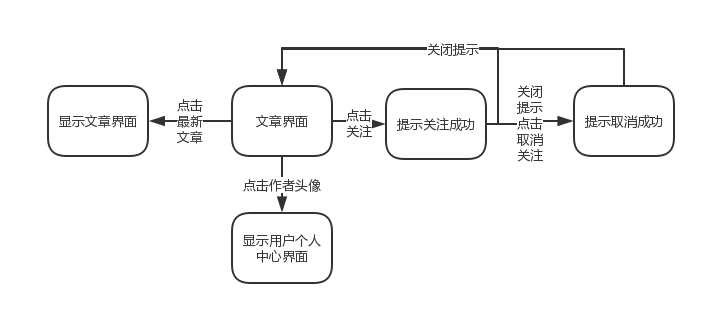 关闭提示
显示文章界面
点击
最新
文章
文章界面
点击
关注
提示关注成功
关闭
提示
点击
取消
关注
提示取消成功
点击作者头像
显示用户个人
中心界面